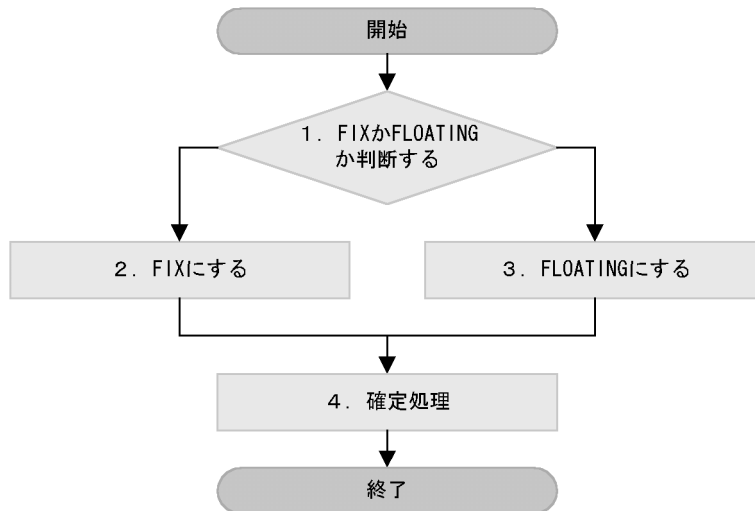 開始
１．FIXかFLOATING
か判断する
２．FIXにする
３．FLOATINGにする
４．確定処理
終了